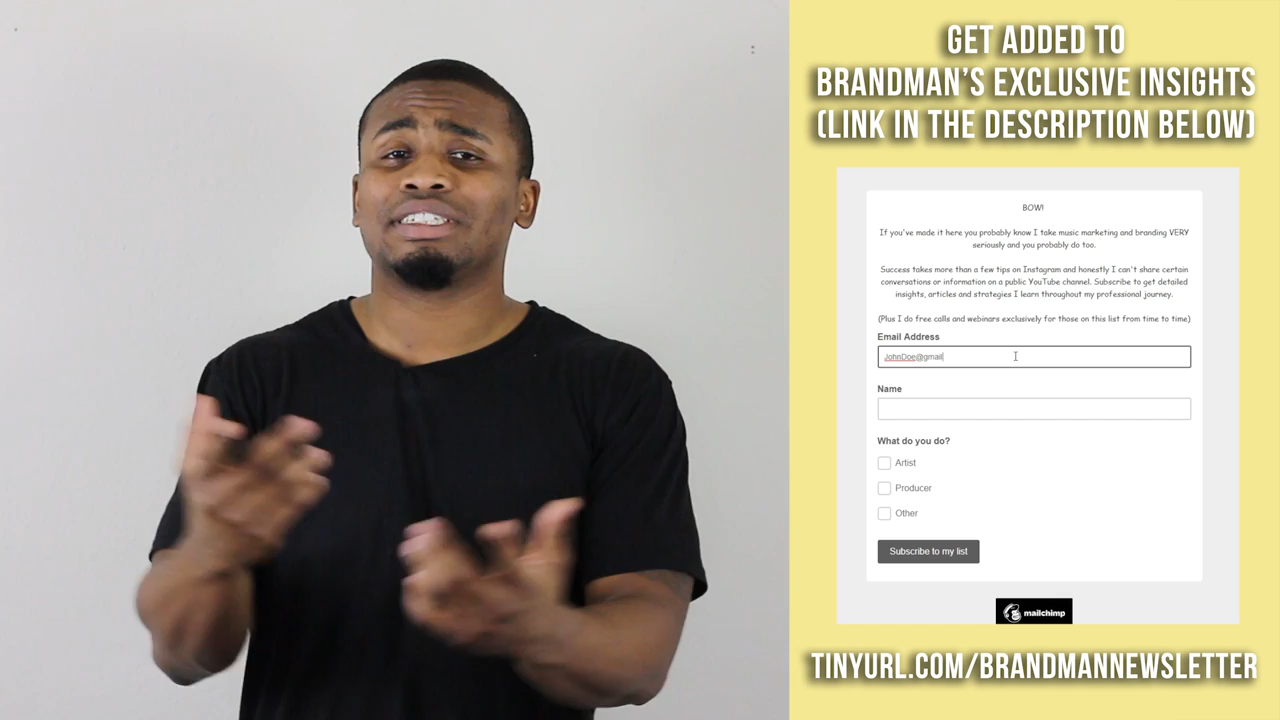 GET ADDED TO
BRANDMAN'S EXCLUSIVE INSIGHTS
(LINK IN THE DESCRIPTION BELOW)
BOW!
If you've made it here you probably know I take music marketing and branding VERY
seriously and you probably do too.
Success takes more than a few tips on Instagram and honestly I can't share certain
conversations or information on a public YouTube channel. Subscribe to get detailed
insights, articles and strategies I learn throughout my professional journey.
(Plus I do free calls and webinars exclusively for those on this list from time to time)
Email Address
JohnDoe@gmail
Name
What do you do?
Artist
Producer
Other
Subscribe to my list
mailchimp
TINYURL.COM/BRANDMANNEWSLETTER